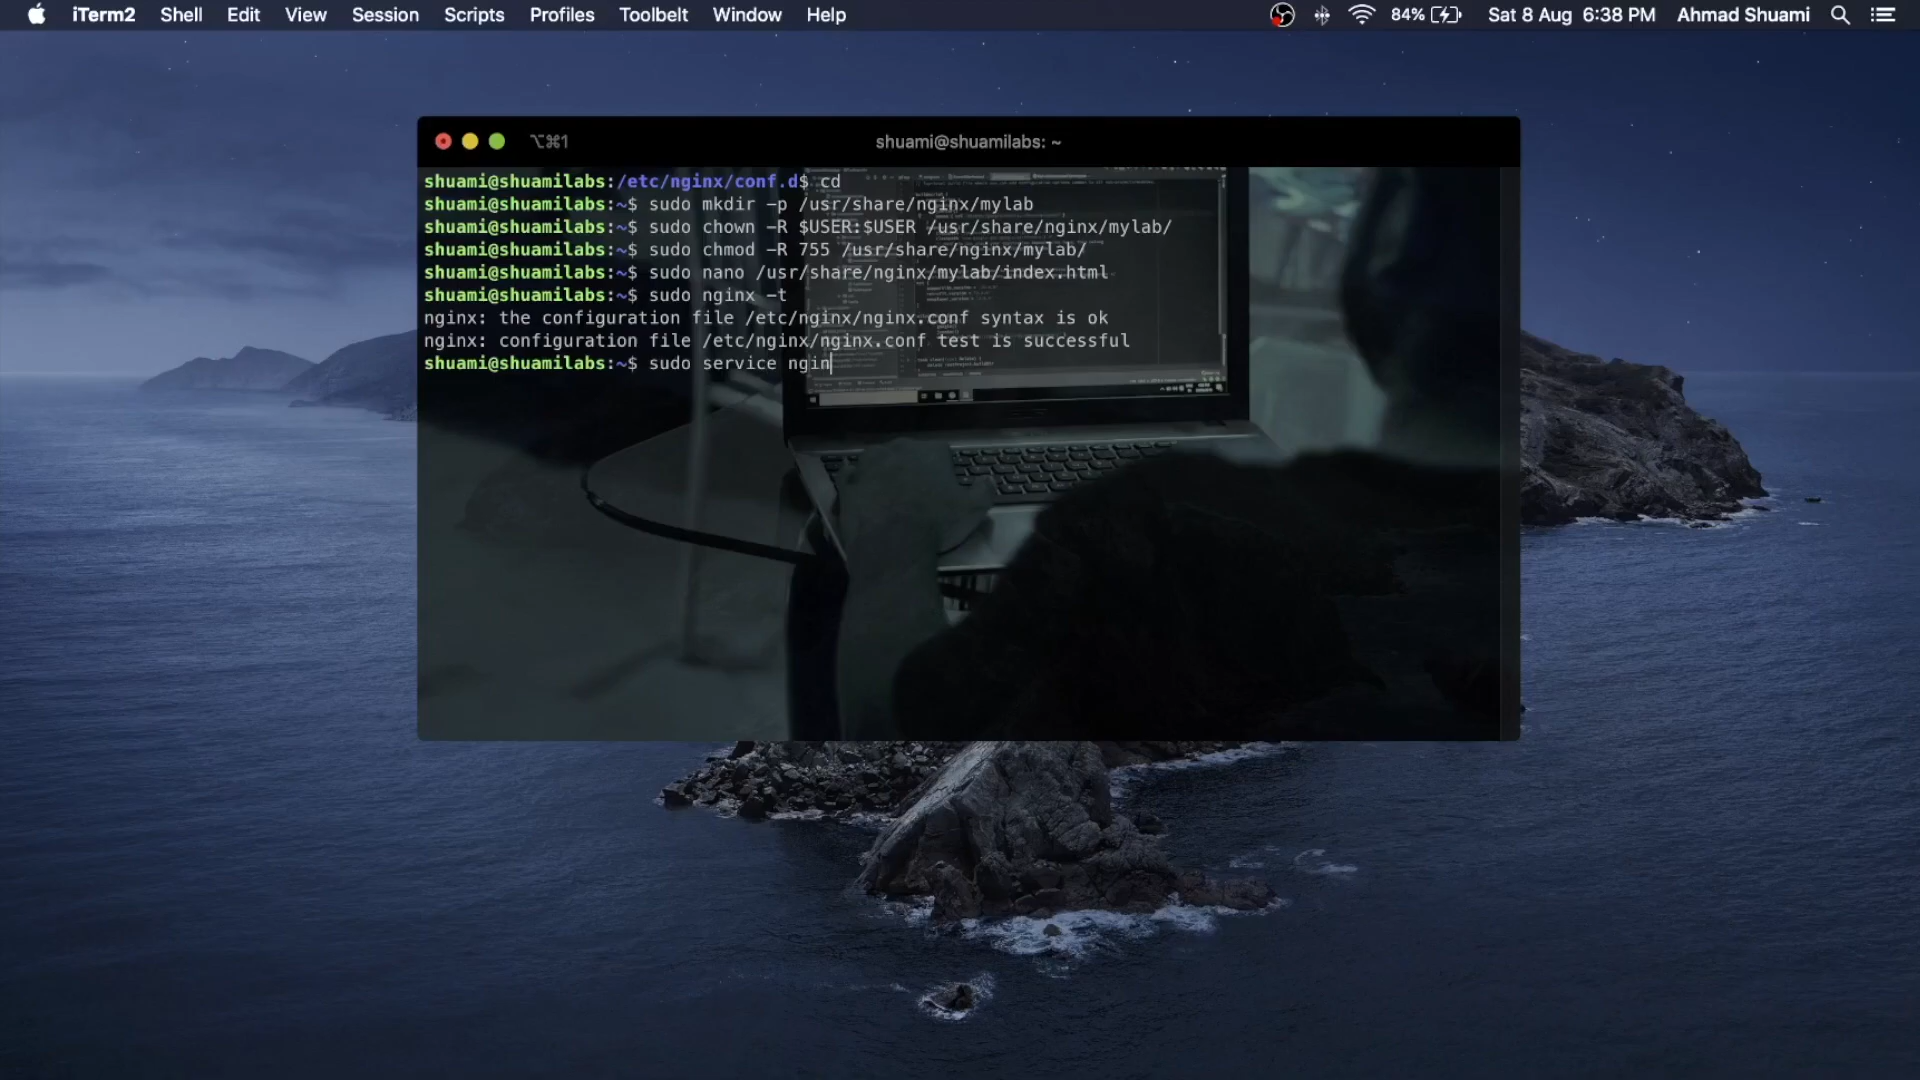 iTerm2 Shell Edit View Session Scripts Profiles Toolbelt Window Help 84% Sat 8 Aug 6:38 PM Ahmad Shuami
⌥⌘1 shuami@shuamilabs: ~
shuami@shuamilabs:/etc/nginx/conf.d$ cd
shuami@shuamilabs:~$ sudo mkdir -p /usr/share/nginx/mylab
shuami@shuamilabs:~$ sudo chown -R $USER:$USER /usr/share/nginx/mylab/
shuami@shuamilabs:~$ sudo chmod -R 755 /usr/share/nginx/mylab/
shuami@shuamilabs:~$ sudo nano /usr/share/nginx/mylab/index.html
shuami@shuamilabs:~$ sudo nginx -t
nginx: the configuration file /etc/nginx/nginx.conf syntax is ok
nginx: configuration file /etc/nginx/nginx.conf test is successful
shuami@shuamilabs:~$ sudo service ngin